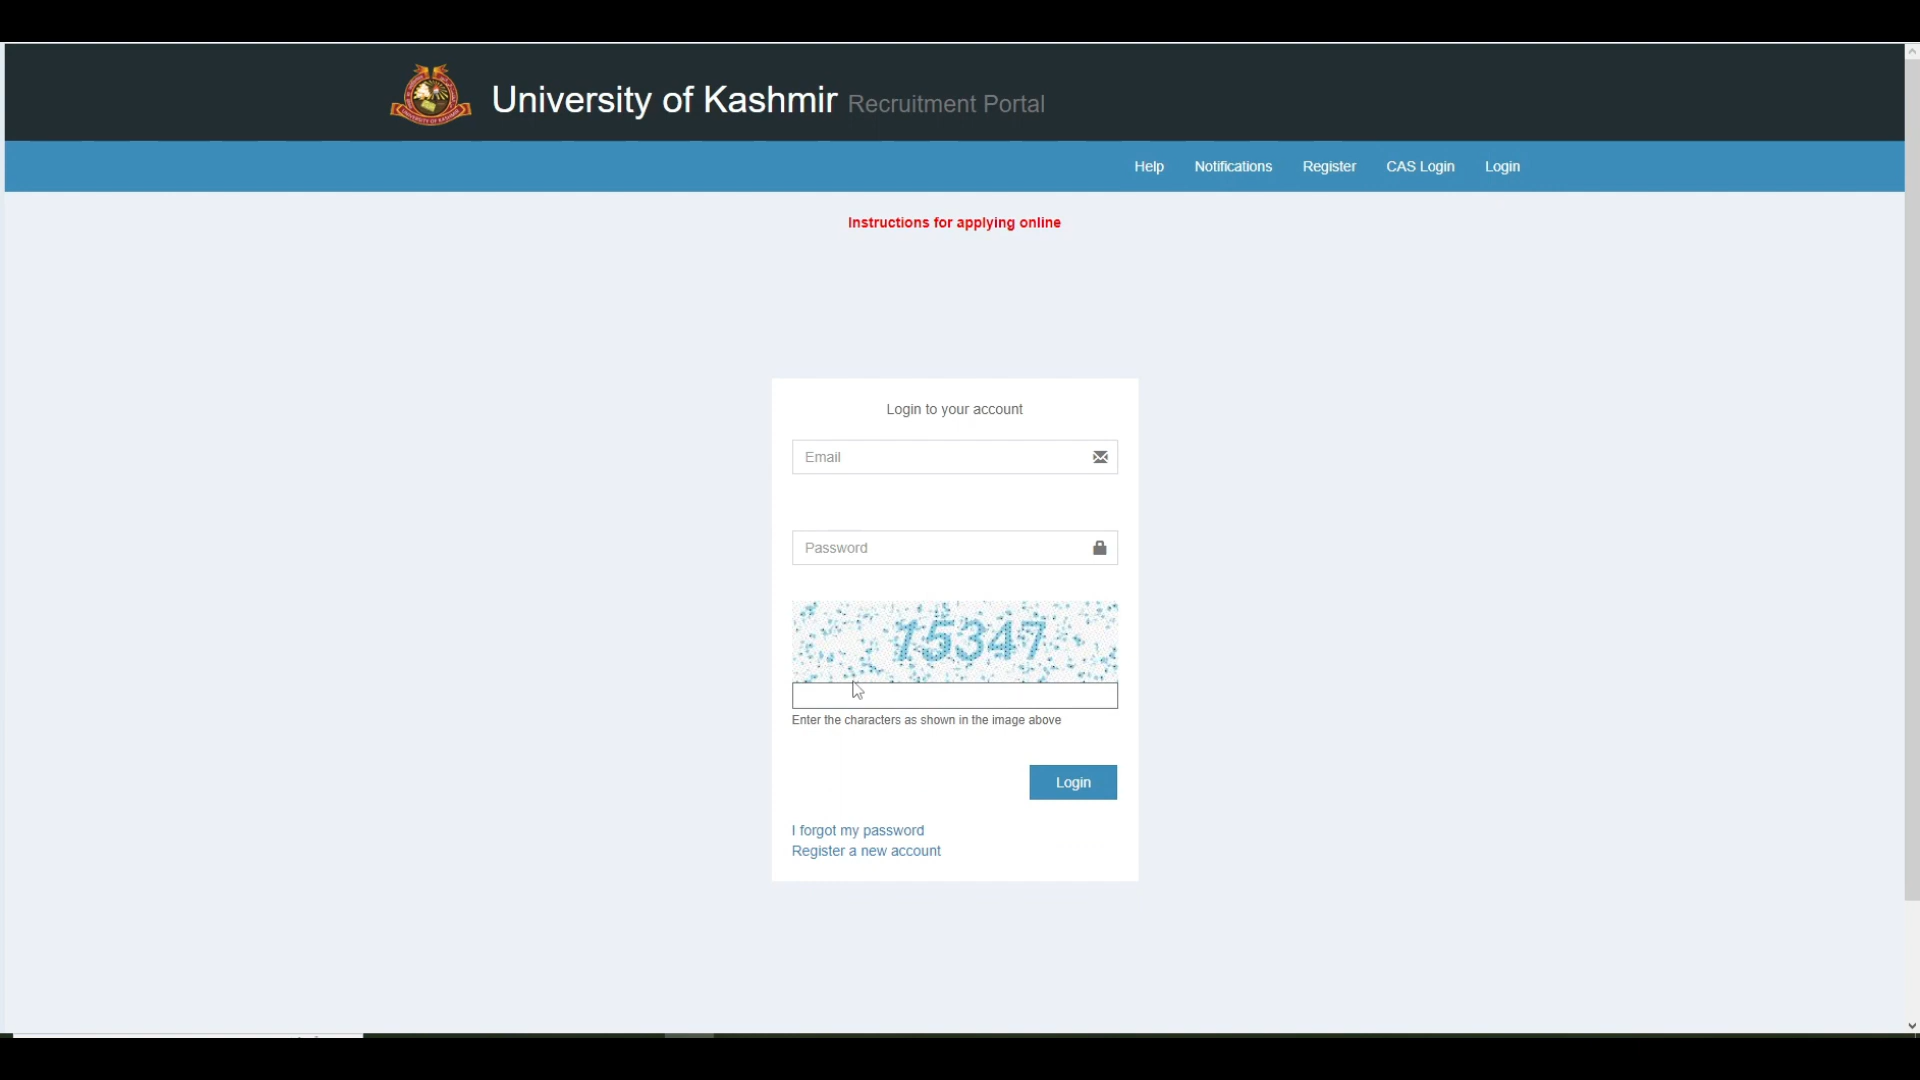 University of Kashmir Recruitment Portal
Help Notifications Register CAS Login Login
Instructions for applying online
Login to your account
Email
Password
15347
Enter the characters as shown in the image above
Login
I forgot my password
Register a new account